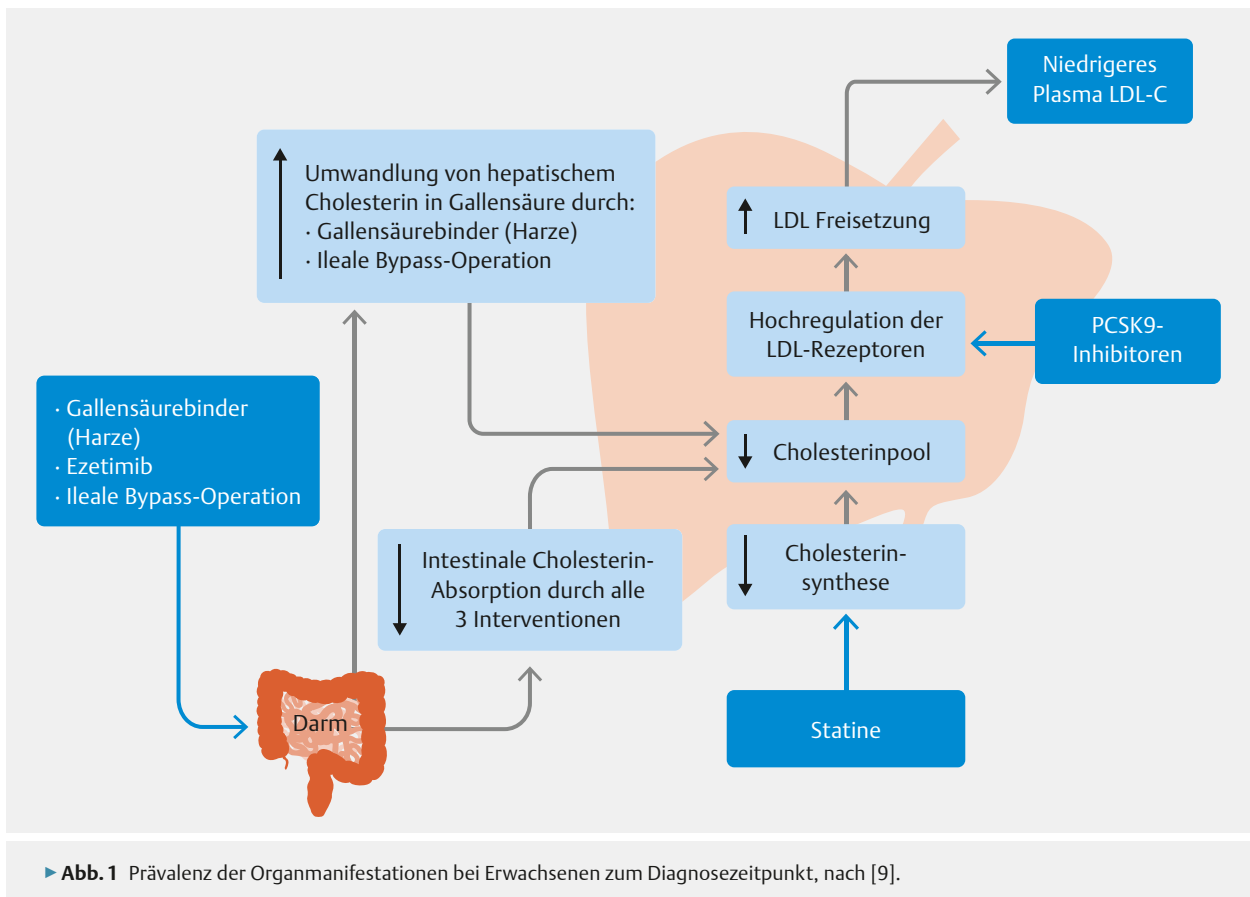 Niedrigeres
Plasma LDL-C
Umwandlung von hepatischem
Cholesterin in Gallensäure durch:
· Gallensäurebinder (Harze)
· Ileale Bypass-Operation
LDL Freisetzung
Hochregulation der
LDL-Rezeptoren
PCSK9-
Inhibitoren
· Gallensäurebinder
(Harze)
· Ezetimib
· Ileale Bypass-Operation
Cholesterinpool
Intestinale Cholesterin-
Absorption durch alle
3 Interventionen
Cholesterin-
synthese
Darm
Statine
▶ Abb. 1 Prävalenz der Organmanifestationen bei Erwachsenen zum Diagnosezeitpunkt, nach [9].